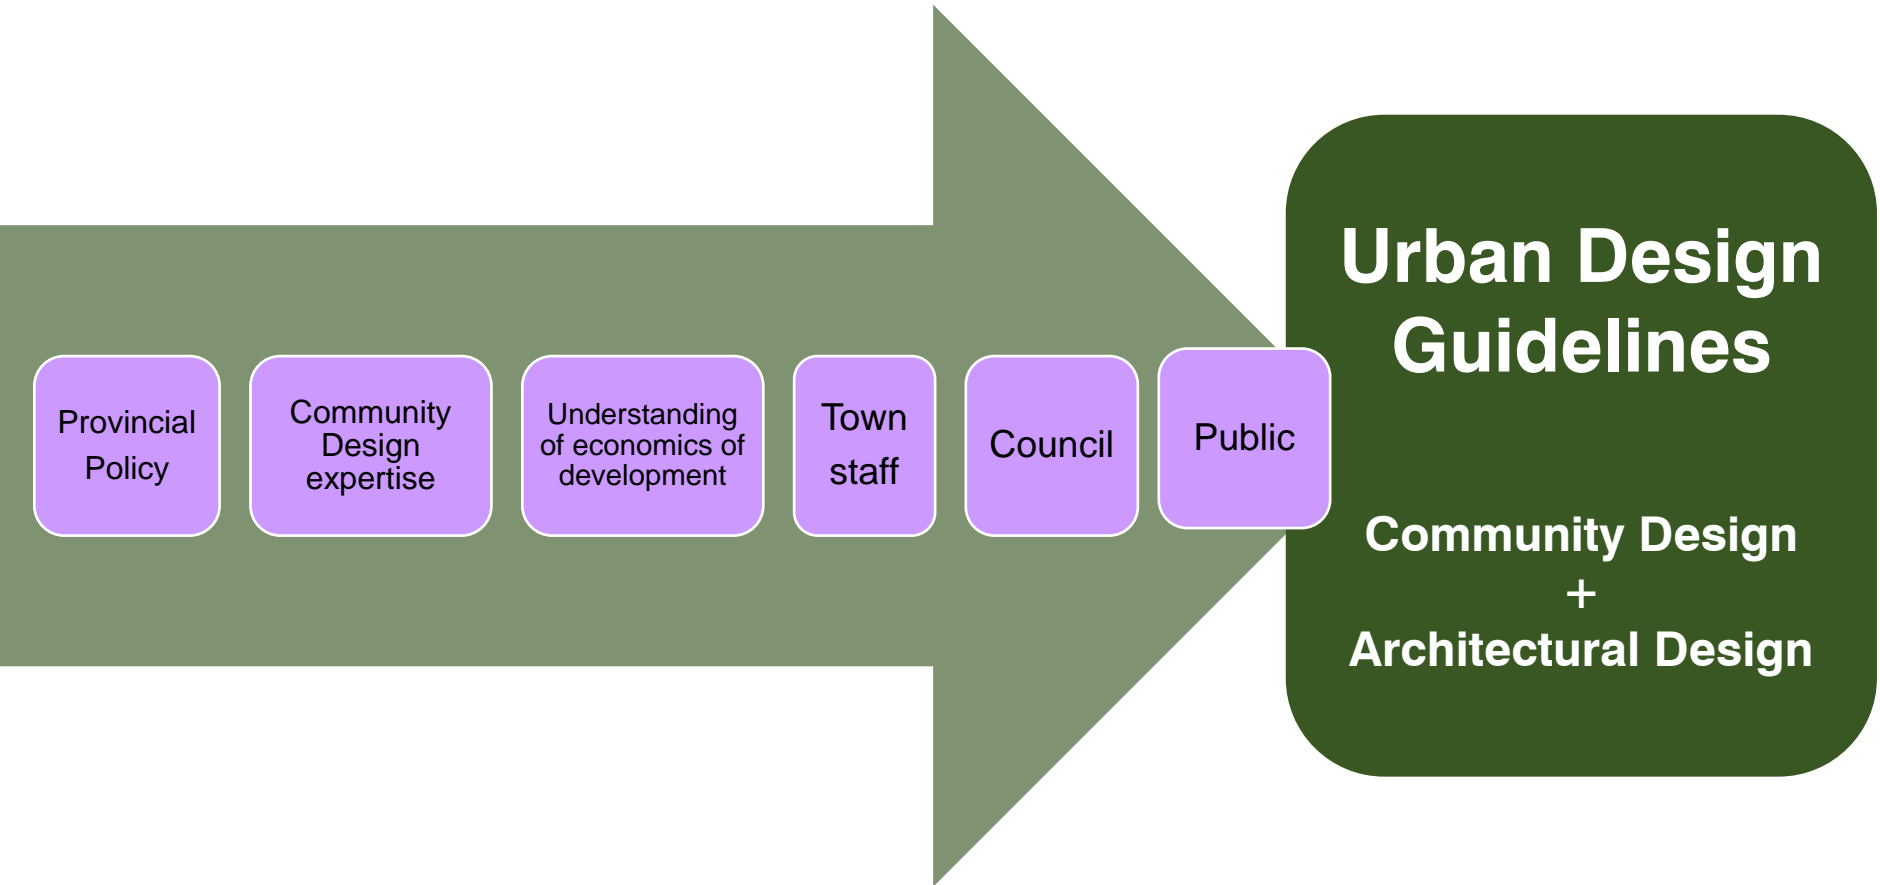 Provincial
Policy
Community
Design
expertise
Understanding
of economics of
development
Town
staff
Council
Public
Urban Design
Guidelines
Community Design
+
Architectural Design